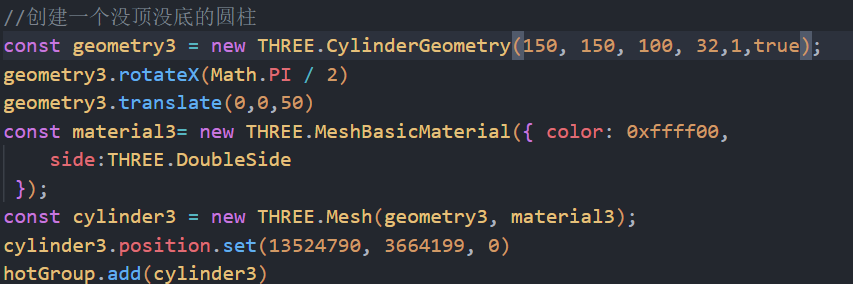 //创建一个没顶没底的圆柱
const geometry3 = new THREE.CylinderGeometry(150, 150, 100, 32,1,true);
geometry3.rotateX(Math.PI / 2)
geometry3.translate(0,0,50)
const material3= new THREE.MeshBasicMaterial({ color: 0xffff00,
    side:THREE.DoubleSide
 });
const cylinder3 = new THREE.Mesh(geometry3, material3);
cylinder3.position.set(13524790, 3664199, 0)
hotGroup.add(cylinder3)